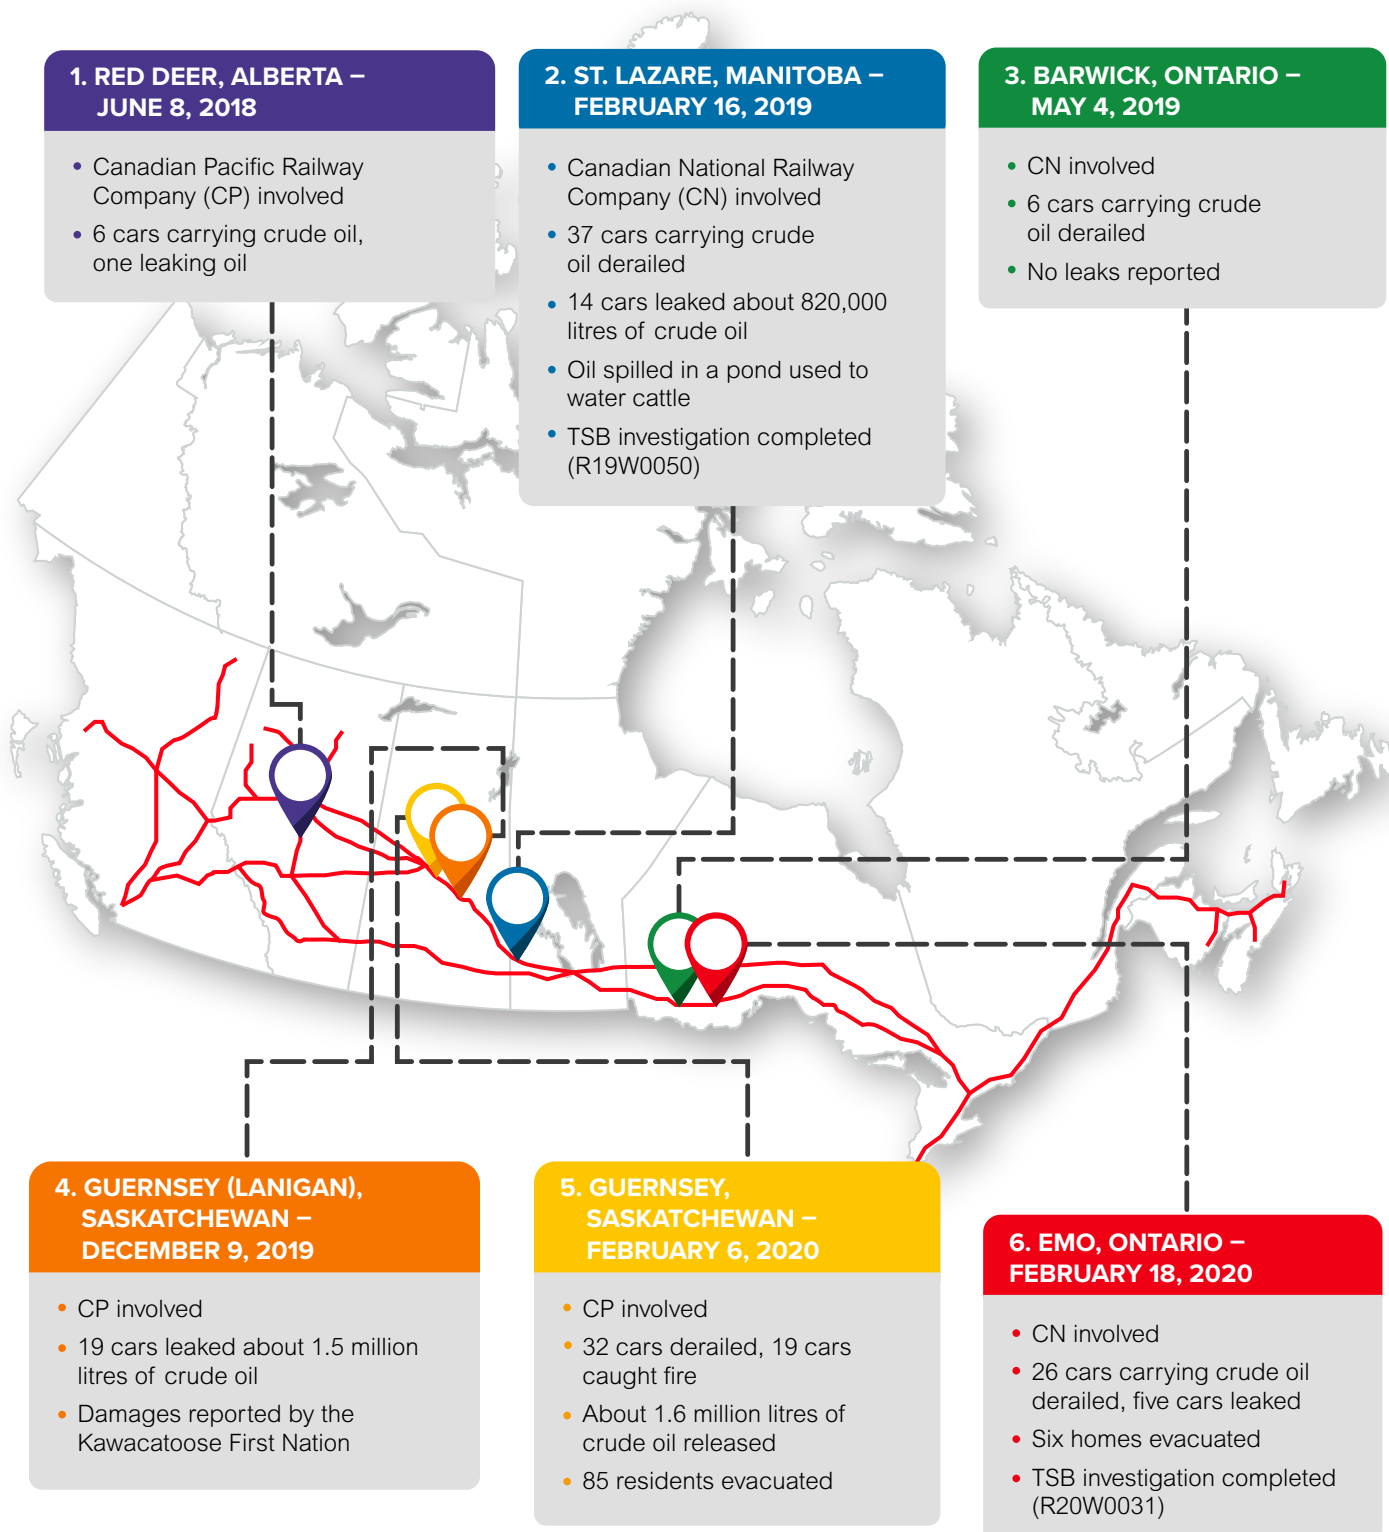 1. RED DEER, ALBERTA –
JUNE 8, 2018
• Canadian Pacific Railway
Company (CP) involved
• 6 cars carrying crude oil,
one leaking oil
2. ST. LAZARE, MANITOBA –
FEBRUARY 16, 2019
• Canadian National Railway
Company (CN) involved
• 37 cars carrying crude
oil derailed
• 14 cars leaked about 820,000
litres of crude oil
• Oil spilled in a pond used to
water cattle
• TSB investigation completed
(R19W0050)
3. BARWICK, ONTARIO –
MAY 4, 2019
• CN involved
• 6 cars carrying crude
oil derailed
• No leaks reported
4. GUERNSEY (LANIGAN),
SASKATCHEWAN –
DECEMBER 9, 2019
• CP involved
• 19 cars leaked about 1.5 million
litres of crude oil
• Damages reported by the
Kawacatoose First Nation
5. GUERNSEY,
SASKATCHEWAN –
FEBRUARY 6, 2020
• CP involved
• 32 cars derailed, 19 cars
caught fire
• About 1.6 million litres of
crude oil released
• 85 residents evacuated
6. EMO, ONTARIO –
FEBRUARY 18, 2020
• CN involved
• 26 cars carrying crude oil
derailed, five cars leaked
• Six homes evacuated
• TSB investigation completed
(R20W0031)